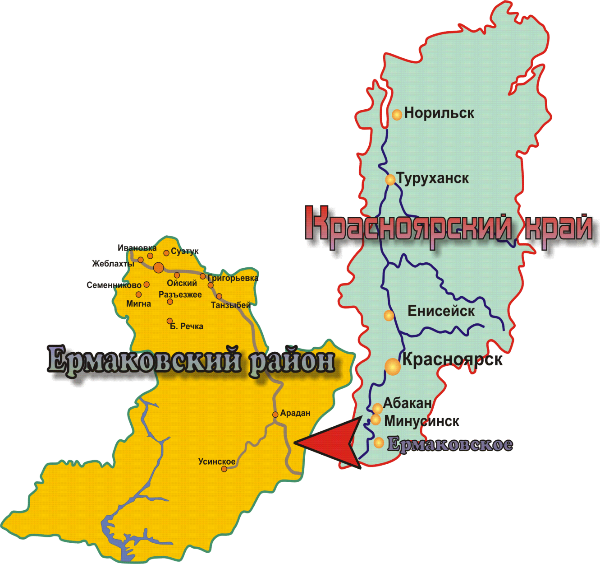 Норильск
Туруханск
Красноярский край
Ивановка
Суэтук
Жеблахты
Ойский
Григорьевка
Семенниково
Разъезжее
Мигна
Танзыбей
Енисейск
Б. Речка
Ермаковский район
Красноярск
Арадан
Абакан
Минусинск
Ермаковское
Усинское